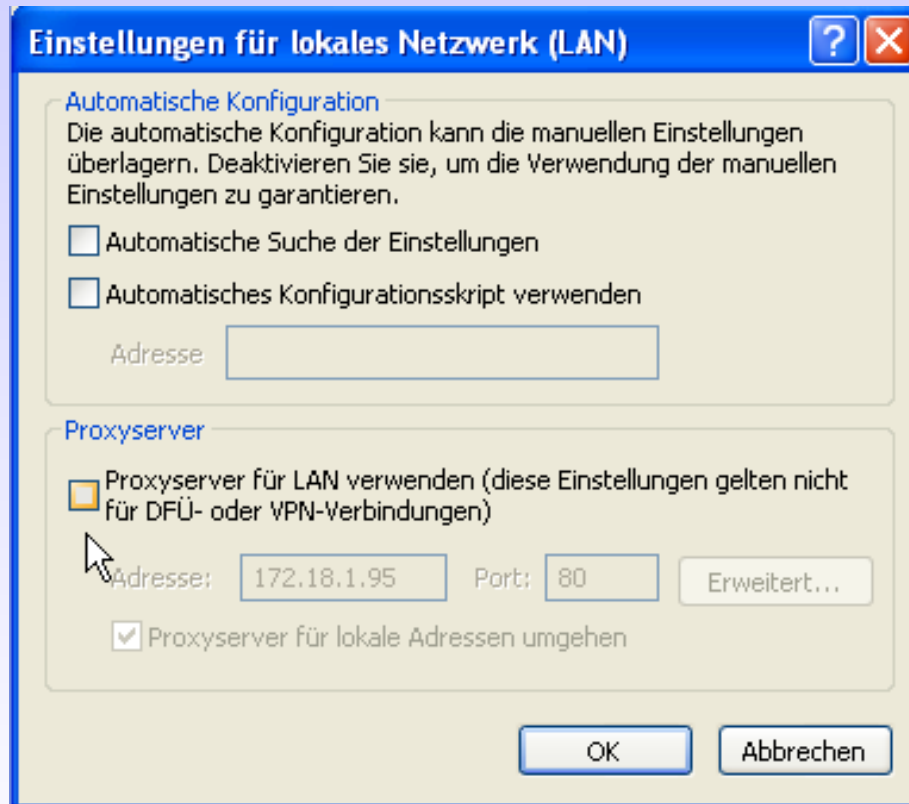 Einstellungen für lokales Netzwerk (LAN)
Automatische Konfiguration
Die automatische Konfiguration kann die manuellen Einstellungen
überlagern. Deaktivieren Sie sie, um die Verwendung der manuellen
Einstellungen zu garantieren.
Automatische Suche der Einstellungen
Automatisches Konfigurationsskript verwenden
Adresse
Proxyserver
Proxyserver für LAN verwenden (diese Einstellungen gelten nicht
für DFÜ- oder VPN-Verbindungen)
Adresse: 172.18.1.95 Port: 80 Erweitert...
Proxyserver für lokale Adressen umgehen
OK Abbrechen